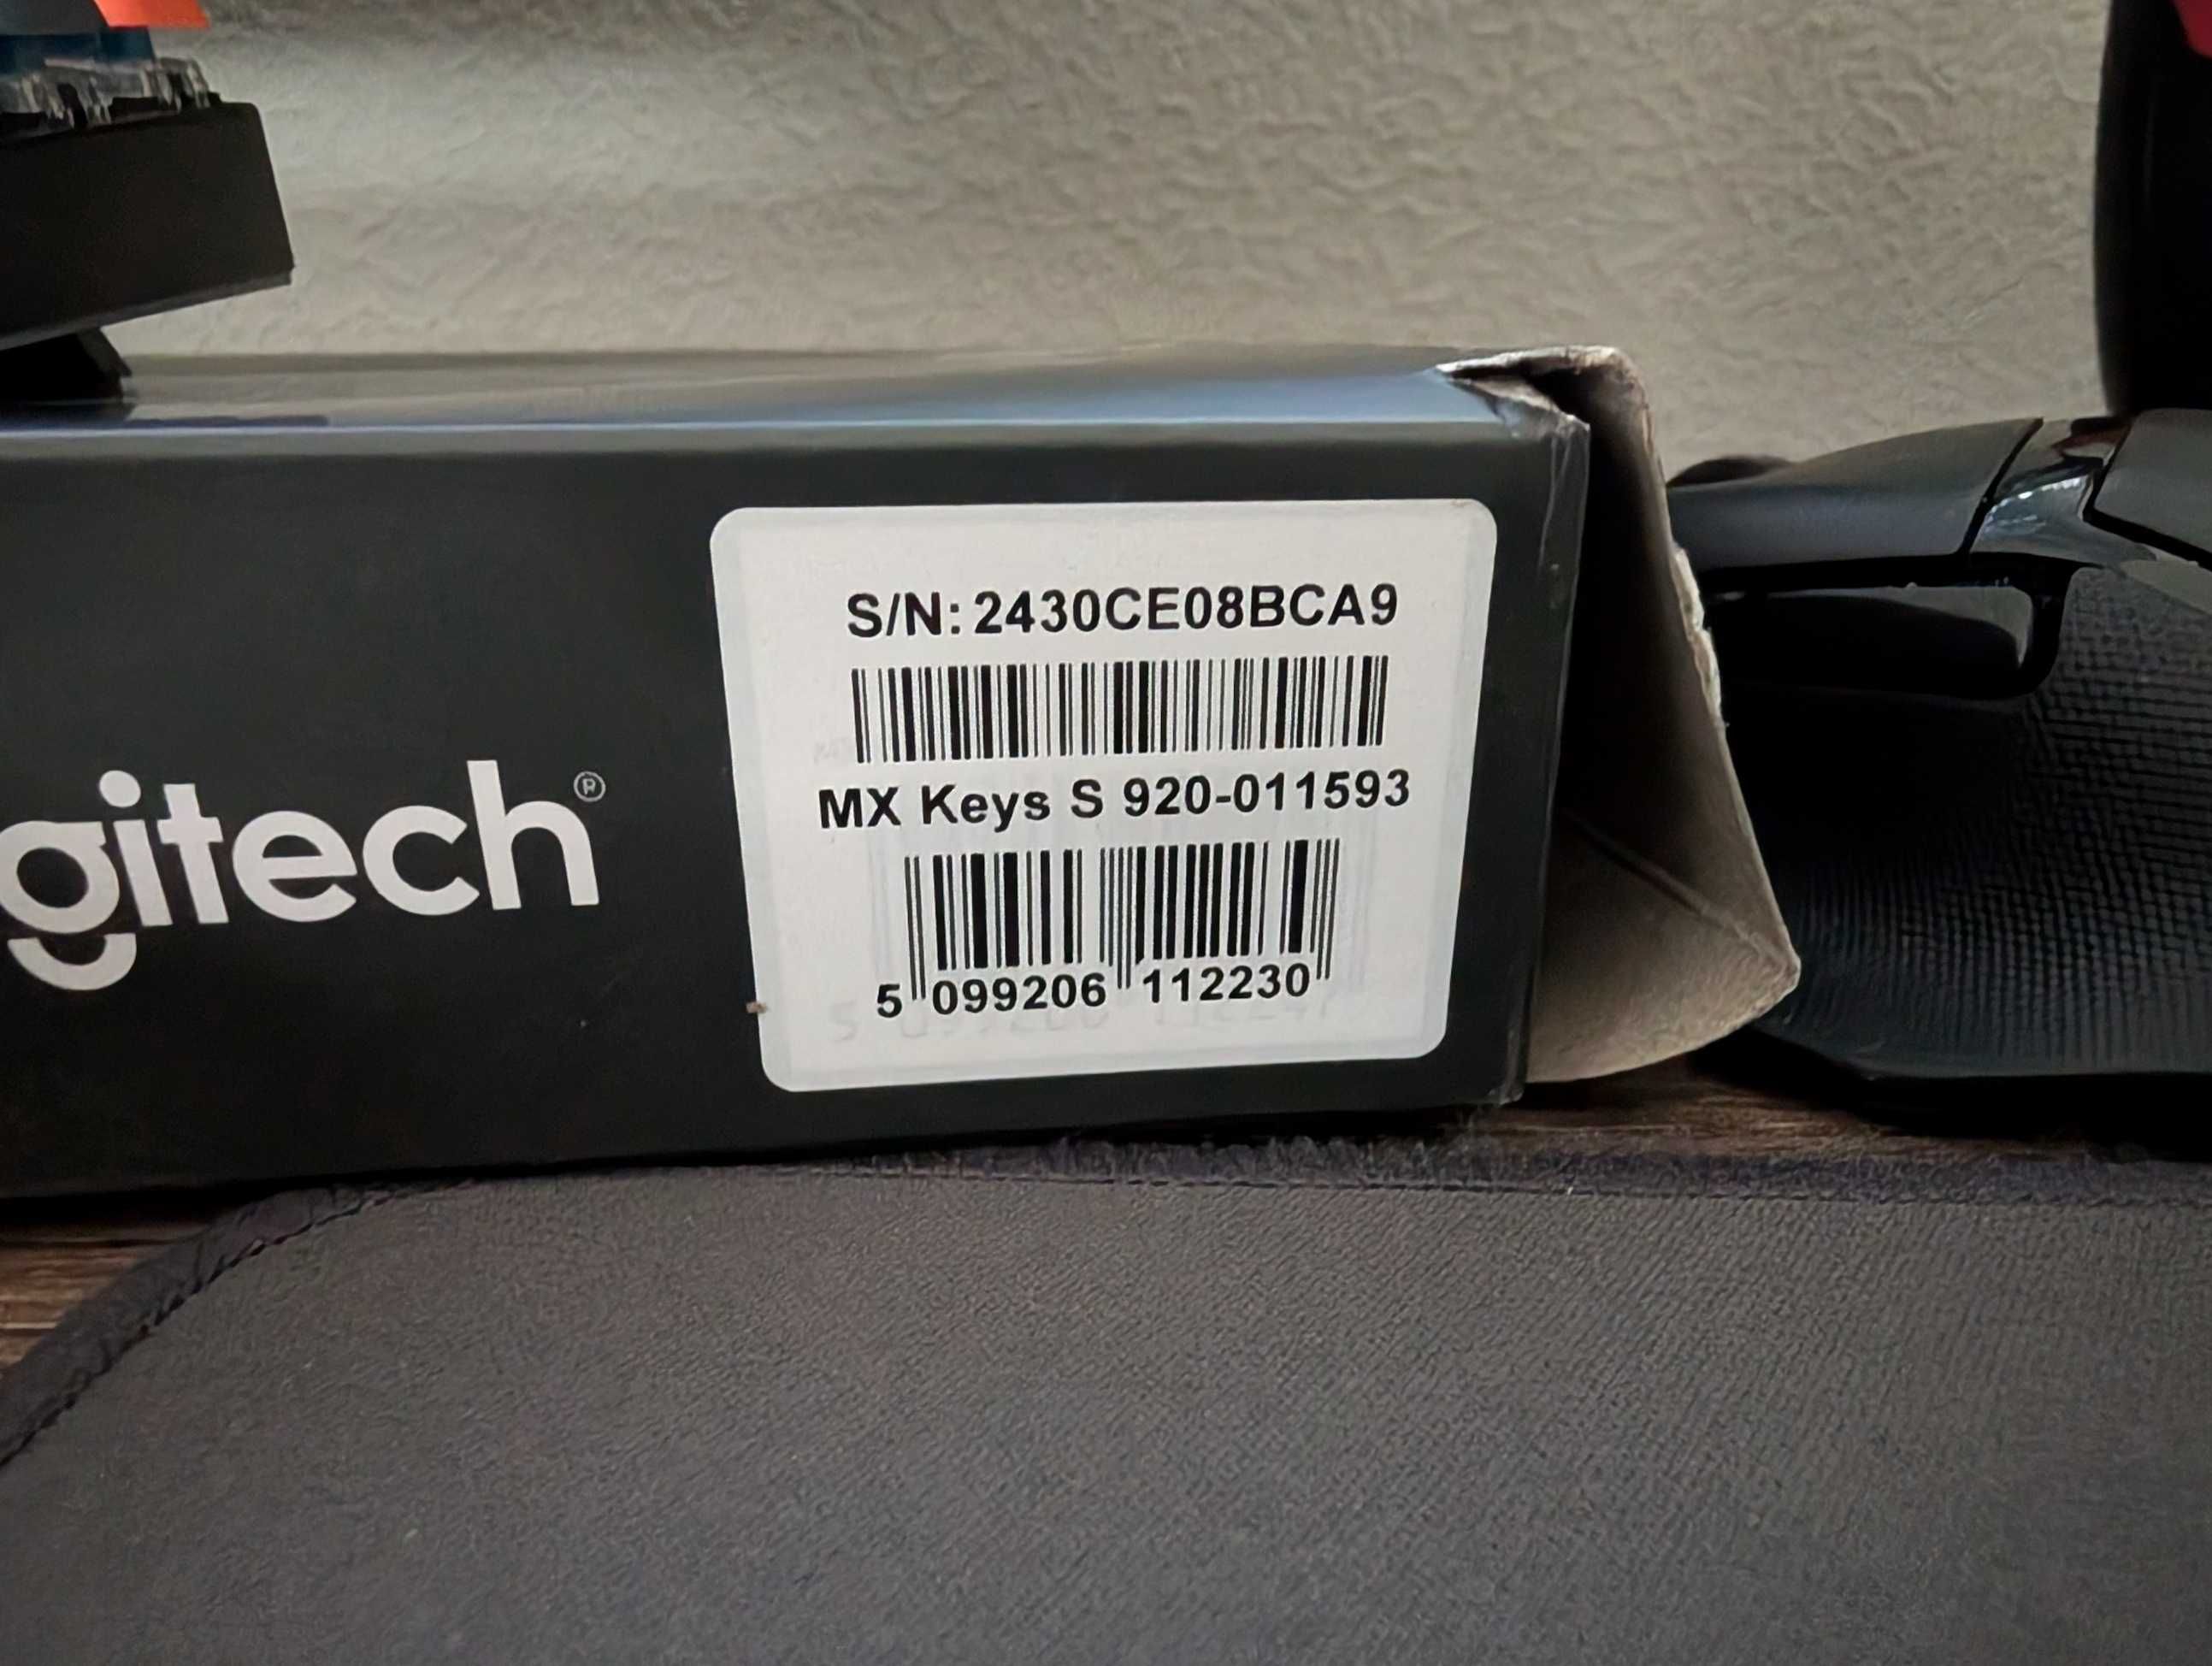 gitech®
S/N: 2430CE08BCA9
MX Keys S 920-011593
5 099206 112230